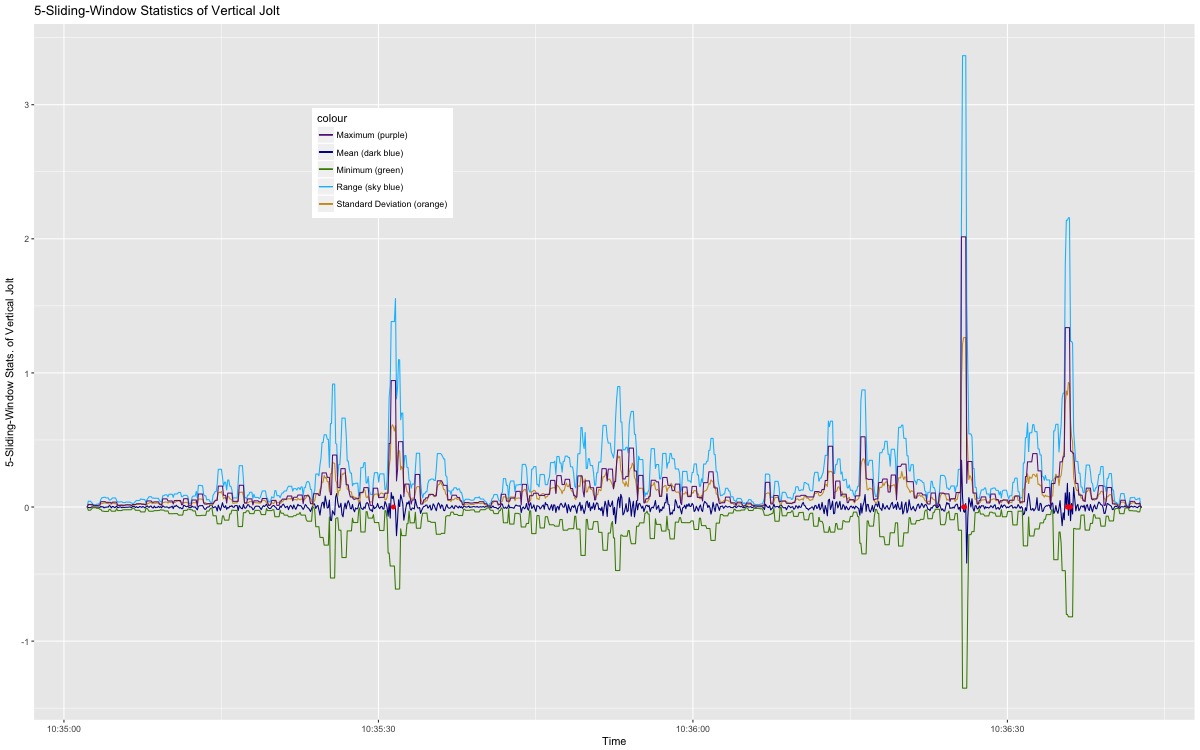 5-Sliding-Window Statistics of Vertical Jolt
5-Sliding-Window Stats. of Vertical Jolt
3
2
1
0
-1
colour
Maximum (purple)
Mean (dark blue)
Minimum (green)
Range (sky blue)
Standard Deviation (orange)
10:35:00
10:35:30
10:36:00
10:36:30
Time